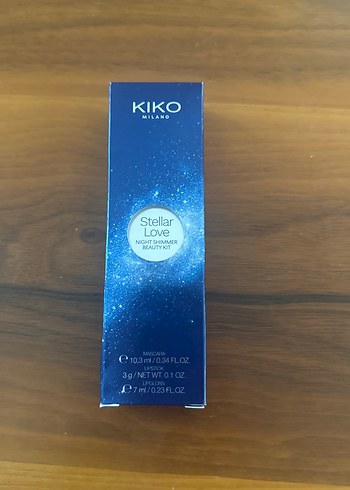 KIKO
MILANO
Stellar
Love
NIGHT SHIMMER
BEAUTY KIT
MASCARA
℮ 10,3 ml / 0.34 FL.OZ.
LIPSTICK
3 g / NET WT. 0.1 OZ.
LIPGLOSS
℮ 7 ml / 0.23 FL.OZ.